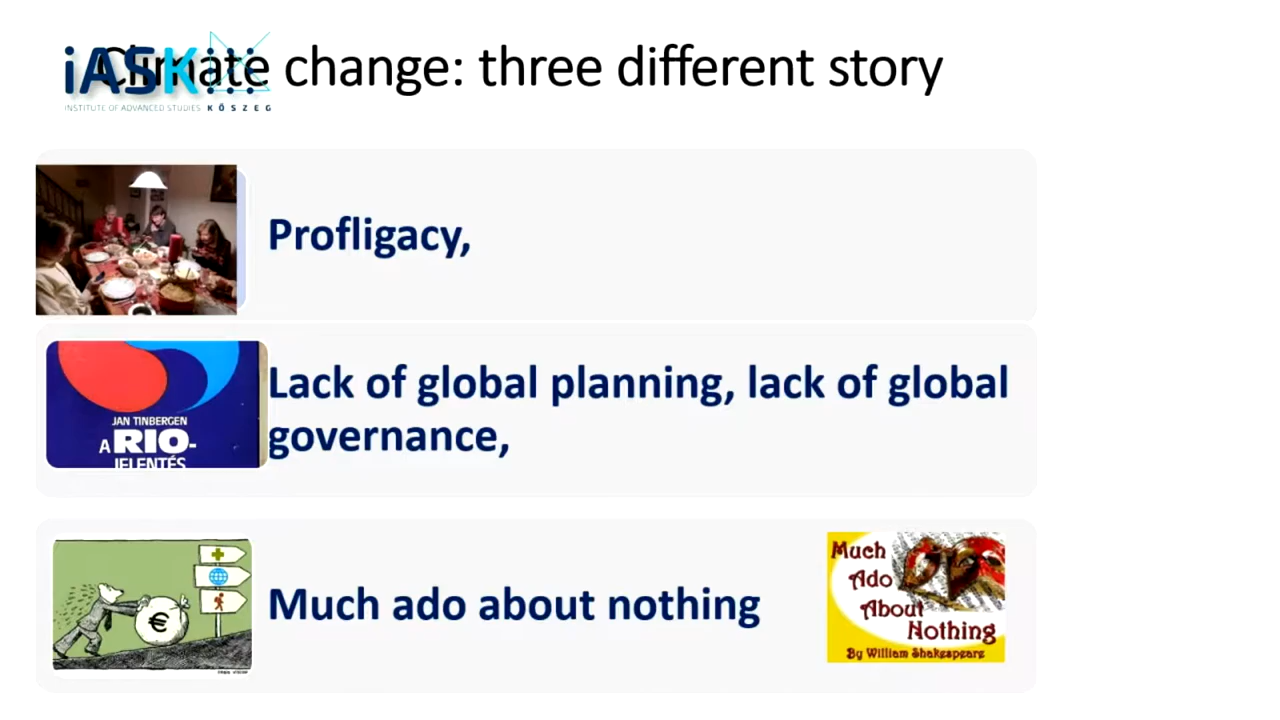 iASK
Climate change: three different story
INSTITUTE OF ADVANCED STUDIES KŐSZEG
Profligacy,
JAN TINBERGEN
A RIO-
JELENTÉS
Lack of global planning, lack of global
governance,
€
Much ado about nothing
Much
Ado
About
Nothing
By William Shakespeare